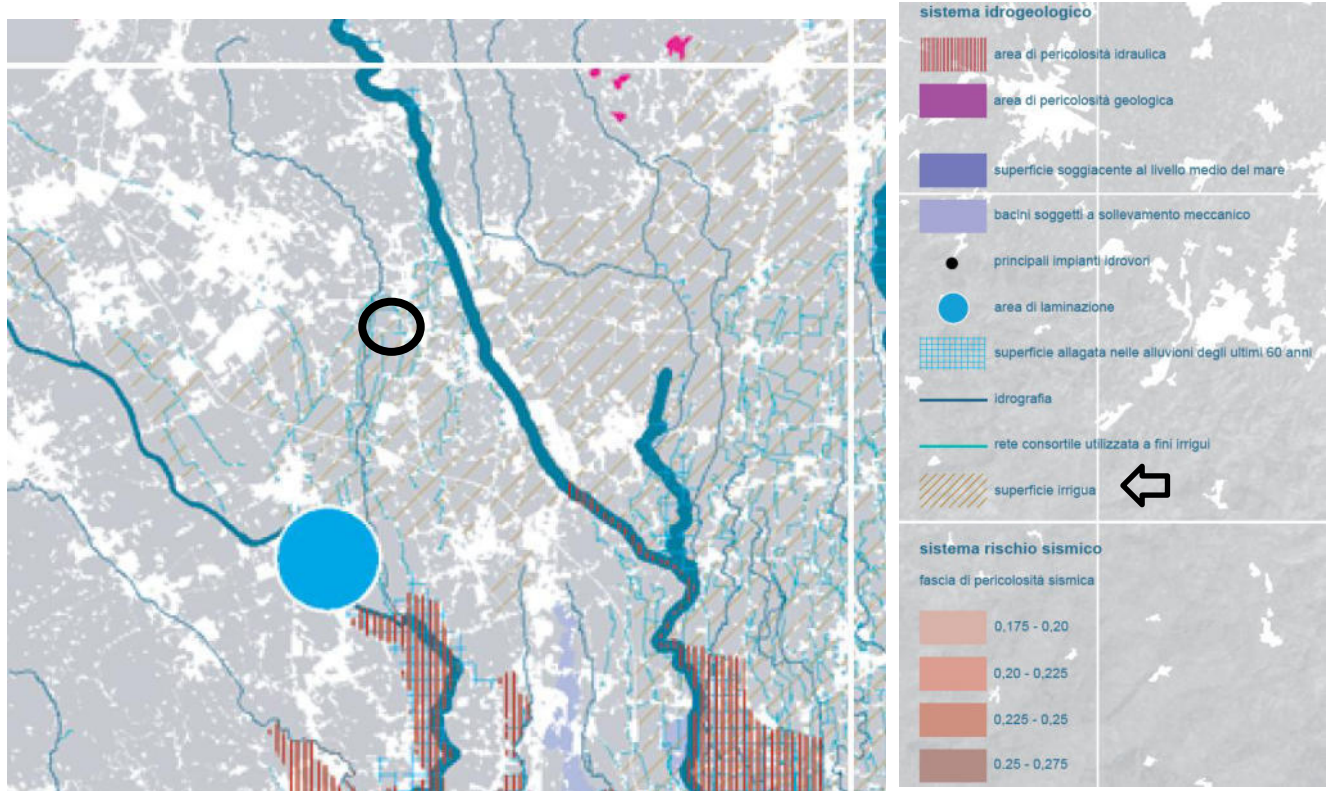 sistema idrogeologico
area di pericolosità idraulica
area di pericolosità geologica
superficie soggiacente al livello medio del mare
bacini soggetti a sollevamento meccanico
principali impianti idrovori
area di laminazione
superficie allagata nelle alluvioni degli ultimi 60 anni
idrografia
rete consortile utilizzata a fini irrigui
superficie irrigua
sistema rischio sismico
fascia di pericolosità sismica
0,175 - 0,20
0,20 - 0,225
0,225 - 0,25
0.25 - 0,275